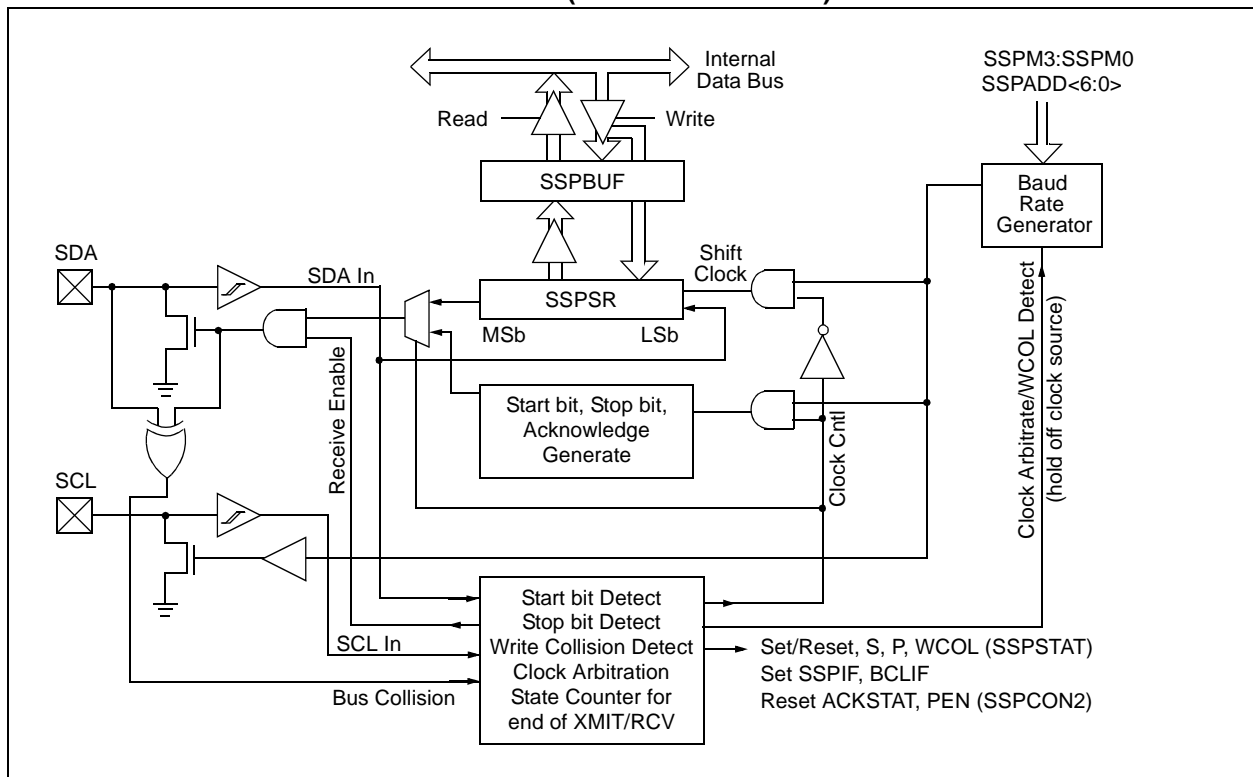 Internal
Data Bus
SSPM3:SSPM0
SSPADD<6:0>
Read
Write
SSPBUF
Baud
Rate
Generator
SDA
SDA In
Shift
Clock
SSPSR
MSb
LSb
Receive Enable
Start bit, Stop bit,
Acknowledge
Generate
Clock Cntl
Clock Arbitrate/WCOL Detect
(hold off clock source)
SCL
SCL In
Bus Collision
Start bit Detect
Stop bit Detect
Write Collision Detect
Clock Arbitration
State Counter for
end of XMIT/RCV
Set/Reset, S, P, WCOL (SSPSTAT)
Set SSPIF, BCLIF
Reset ACKSTAT, PEN (SSPCON2)